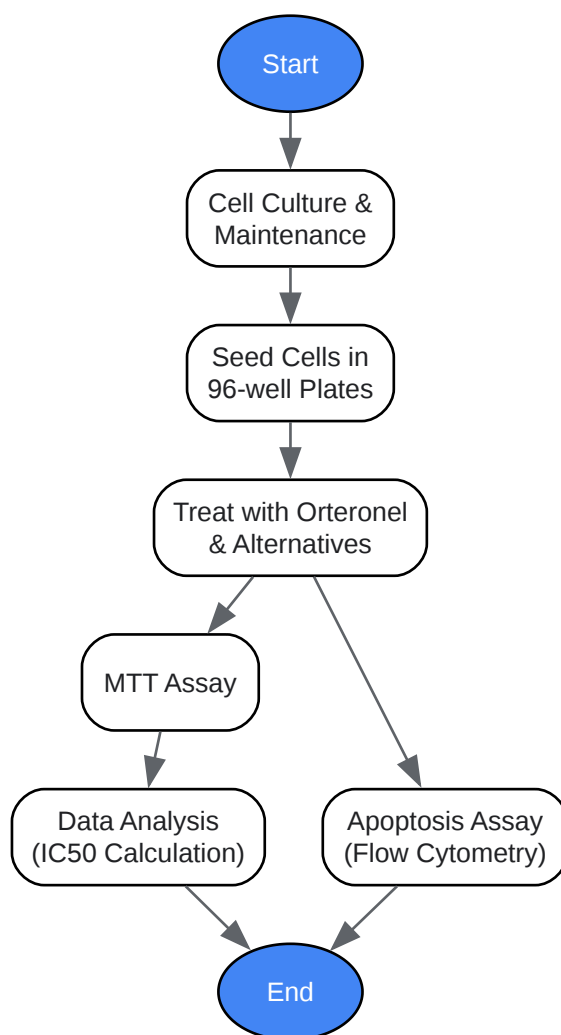 Start
Cell Culture &
Maintenance
Seed Cells in
96-well Plates
Treat with Orteronel
& Alternatives
MTT Assay
Data Analysis
(IC50 Calculation)
Apoptosis Assay
(Flow Cytometry)
End